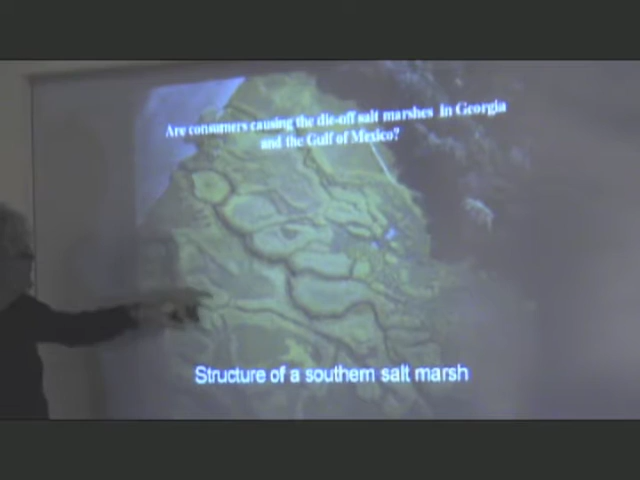 Are consumers causing the die-off salt marshes in Georgia
and the Gulf of Mexico?
Structure of a southern salt marsh